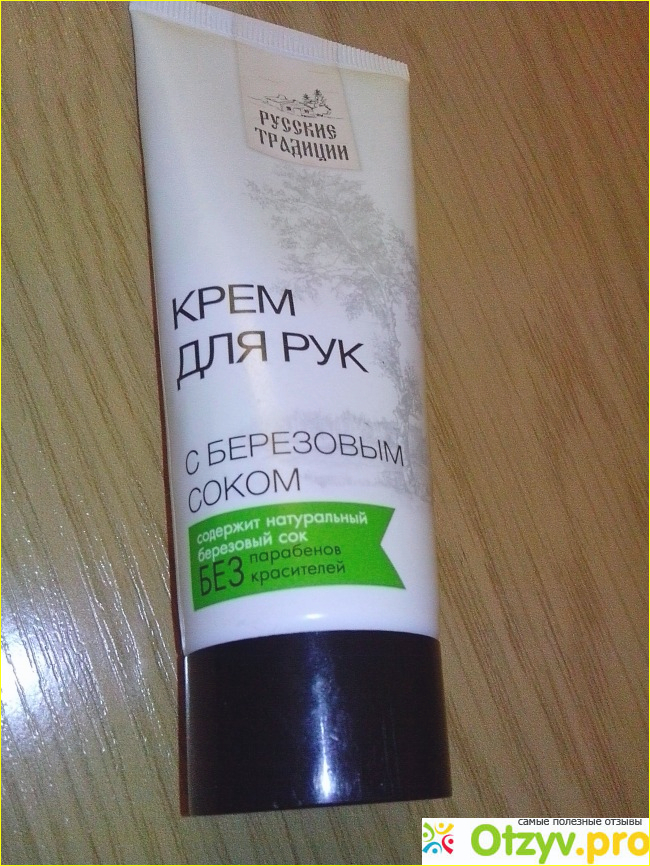 РУССКИЕ
ТРАДИЦИИ
КРЕМ
ДЛЯ РУК
С БЕРЕЗОВЫМ
СОКОМ
содержит натуральный
березовый сок
БЕЗ парабенов
красителей
самые полезные отзывы
Otzyv.pro